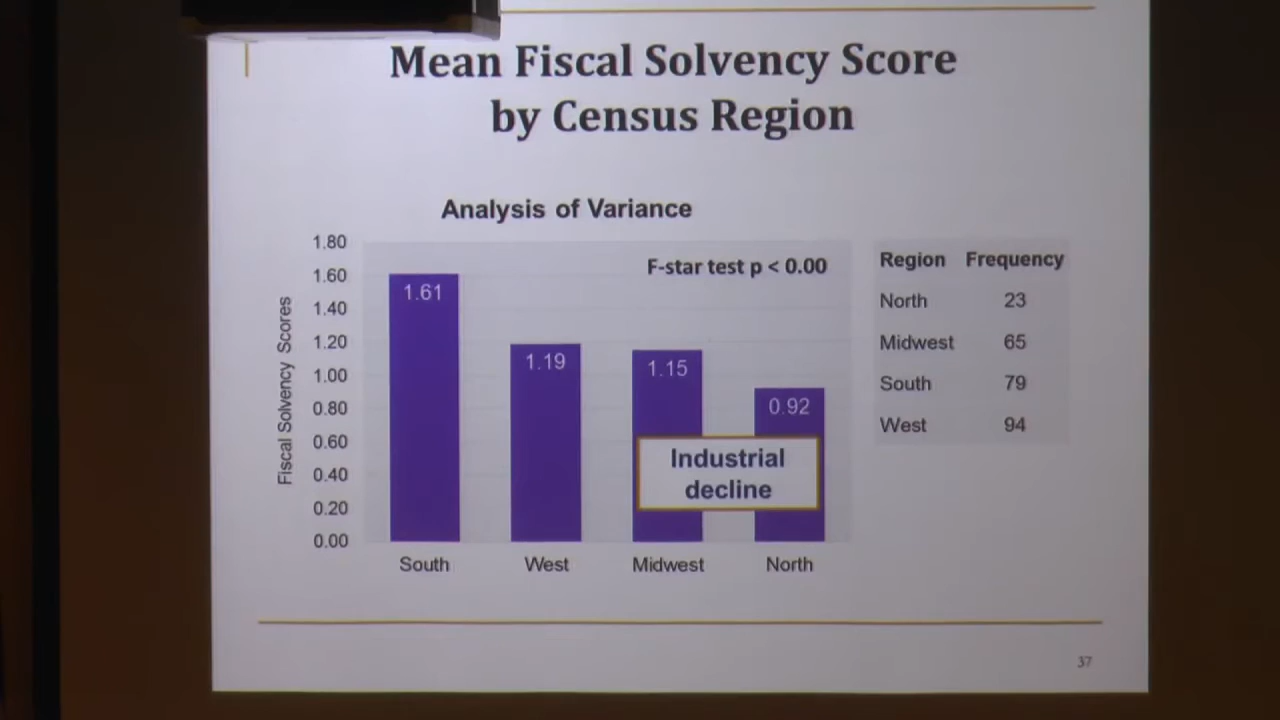 Mean Fiscal Solvency Score
by Census Region
Analysis of Variance
F-star test p < 0.00
Fiscal Solvency Scores
1.80
1.60
1.40
1.20
1.00
0.80
0.60
0.40
0.20
0.00
1.61
1.19
1.15
0.92
Industrial
decline
South West Midwest North
Region Frequency
North 23
Midwest 65
South 79
West 94
37